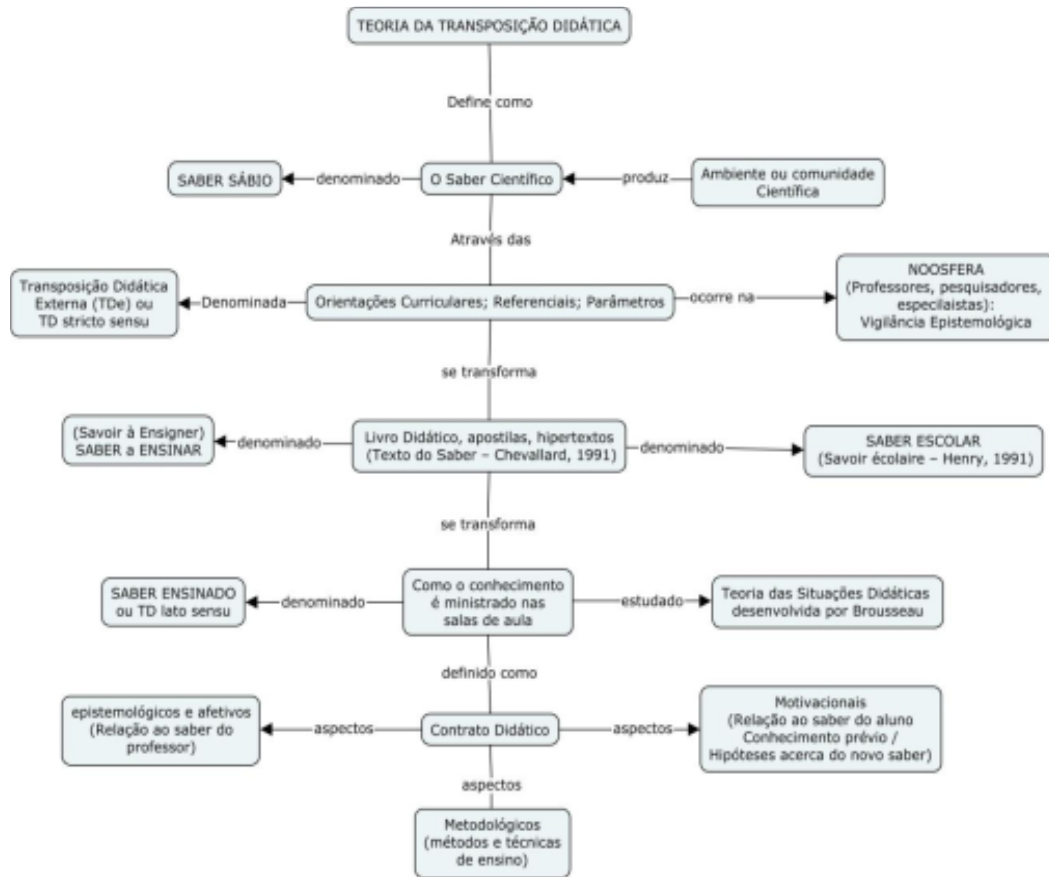 TEORIA DA TRANSPOSIÇÃO DIDÁTICA
Define como
SABER SÁBIO
denominado
O Saber Científico
produz
Ambiente ou comunidade
Científica
Através das
Transposição Didática
Externa (TDe) ou
TD stricto sensu
Denominada
Orientações Curriculares; Referenciais; Parâmetros
ocorre na
NOOSFERA
(Professores, pesquisadores,
especilaistas):
Vigilância Epistemológica
se transforma
(Savoir à Ensigner)
SABER a ENSINAR
denominado
Livro Didático, apostilas, hipertextos
(Texto do Saber – Chevallard, 1991)
denominado
SABER ESCOLAR
(Savoir écolaire – Henry, 1991)
se transforma
SABER ENSINADO
ou TD lato sensu
denominado
Como o conhecimento
é ministrado nas
salas de aula
estudado
Teoria das Situações Didáticas
desenvolvida por Brousseau
definido como
epistemológicos e afetivos
(Relação ao saber do
professor)
aspectos
Contrato Didático
aspectos
Motivacionais
(Relação ao saber do aluno
Conhecimento prévio /
Hipóteses acerca do novo saber)
aspectos
Metodológicos
(métodos e técnicas
de ensino)